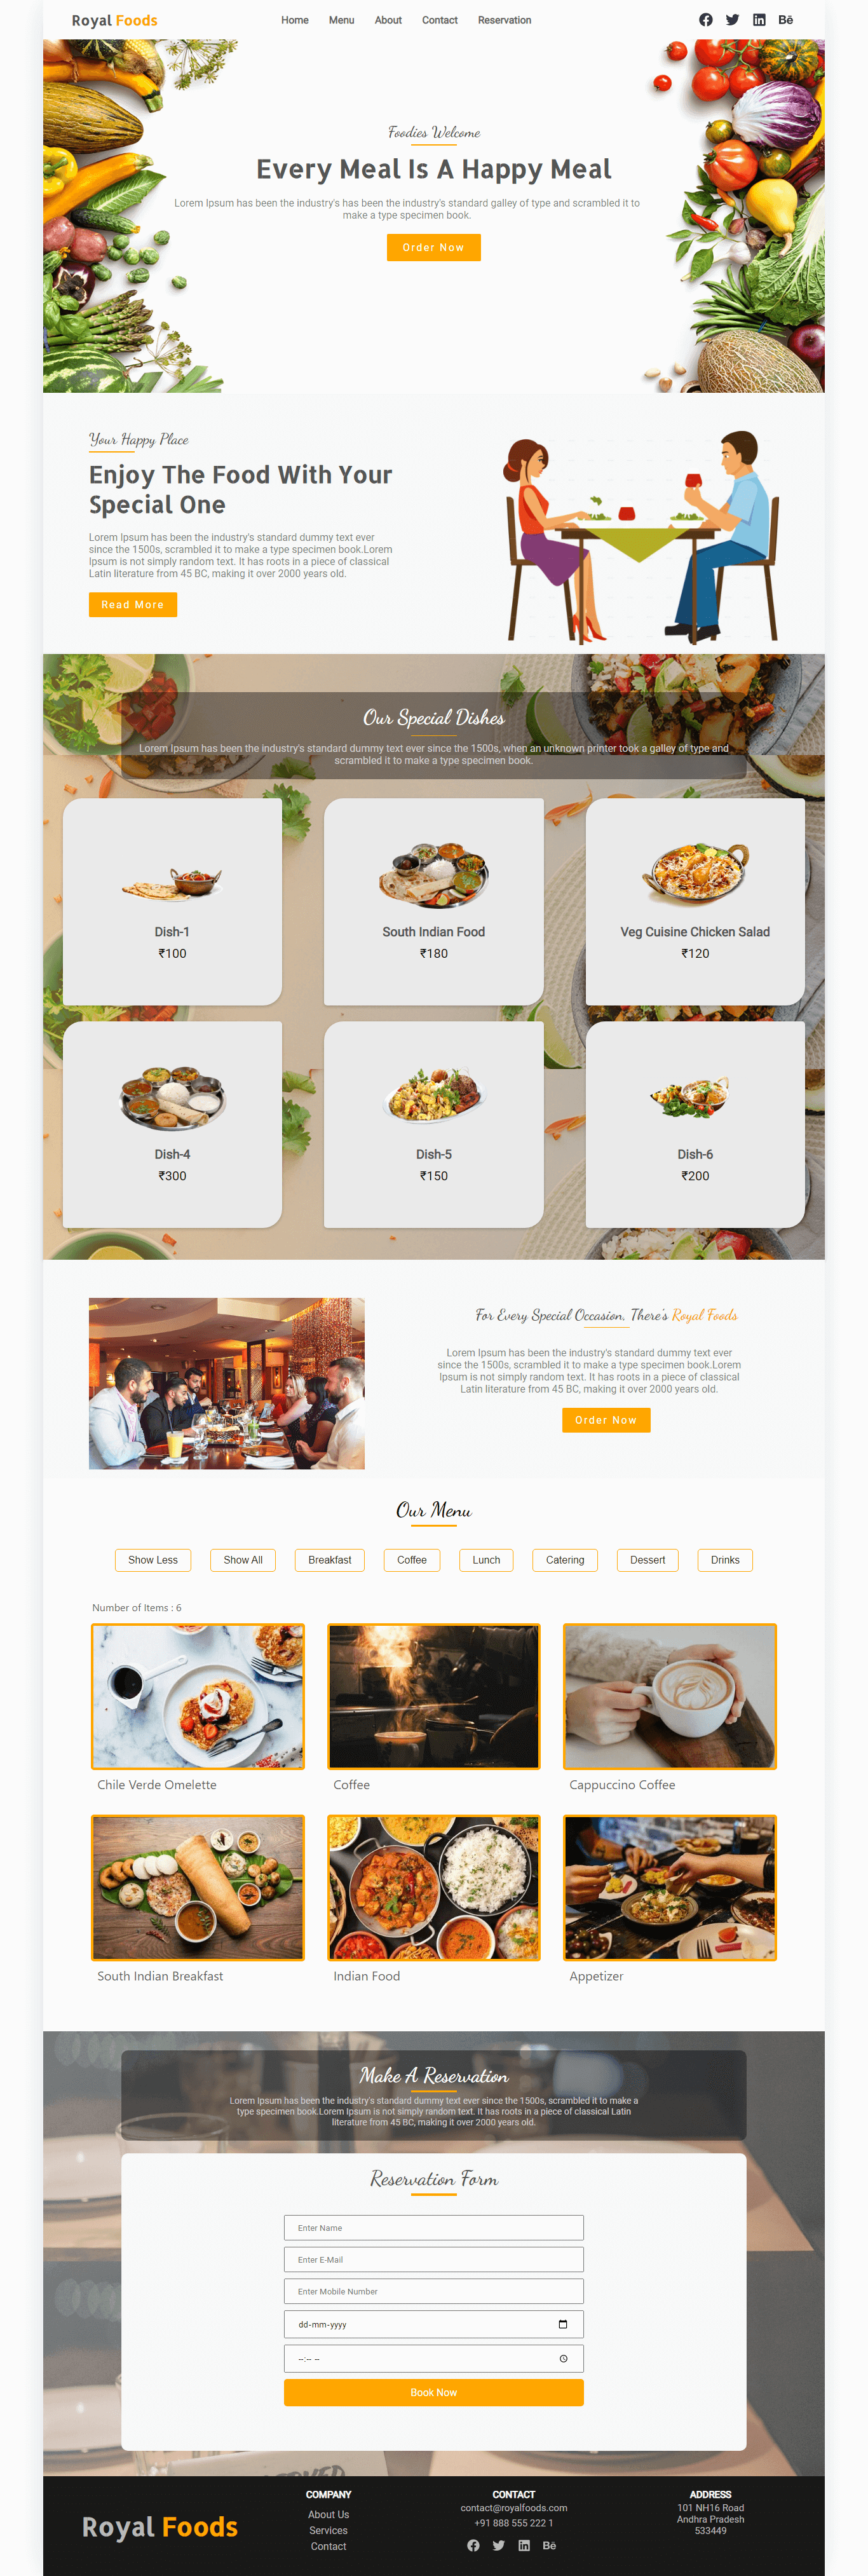 Royal Foods
Home Menu About Contact Reservation
Bē
Foodies Welcome
Every Meal Is A Happy Meal
Lorem Ipsum has been the industry's has been the industry's standard galley of type and scrambled it to
make a type specimen book.
Order Now
Your Happy Place
Enjoy The Food With Your
Special One
Lorem Ipsum has been the industry's standard dummy text ever
since the 1500s, scrambled it to make a type specimen book.Lorem
Ipsum is not simply random text. It has roots in a piece of classical
Latin literature from 45 BC, making it over 2000 years old.
Read More
Our Special Dishes
Lorem Ipsum has been the industry's standard dummy text ever since the 1500s, when an unknown printer took a galley of type and
scrambled it to make a type specimen book.
Dish-1
₹100
South Indian Food
₹180
Veg Cuisine Chicken Salad
₹120
Dish-4
₹300
Dish-5
₹150
Dish-6
₹200
For Every Special Occasion, There's Royal Foods
Lorem Ipsum has been the industry's standard dummy text ever
since the 1500s, scrambled it to make a type specimen book.Lorem
Ipsum is not simply random text. It has roots in a piece of classical
Latin literature from 45 BC, making it over 2000 years old.
Order Now
Our Menu
Show Less Show All Breakfast Coffee Lunch Catering Dessert Drinks
Number of Items : 6
Chile Verde Omelette
Coffee
Cappuccino Coffee
South Indian Breakfast
Indian Food
Appetizer
Make A Reservation
Lorem Ipsum has been the industry's standard dummy text ever since the 1500s, scrambled it to make a
type specimen book.Lorem Ipsum is not simply random text. It has roots in a piece of classical Latin
literature from 45 BC, making it over 2000 years old.
Reservation Form
Enter Name
Enter E-Mail
Enter Mobile Number
dd-mm-yyyy
--:-- --
Book Now
Royal Foods
COMPANY
About Us
Services
Contact
CONTACT
contact@royalfoods.com
+91 888 555 222 1
Bē
ADDRESS
101 NH16 Road
Andhra Pradesh
533449